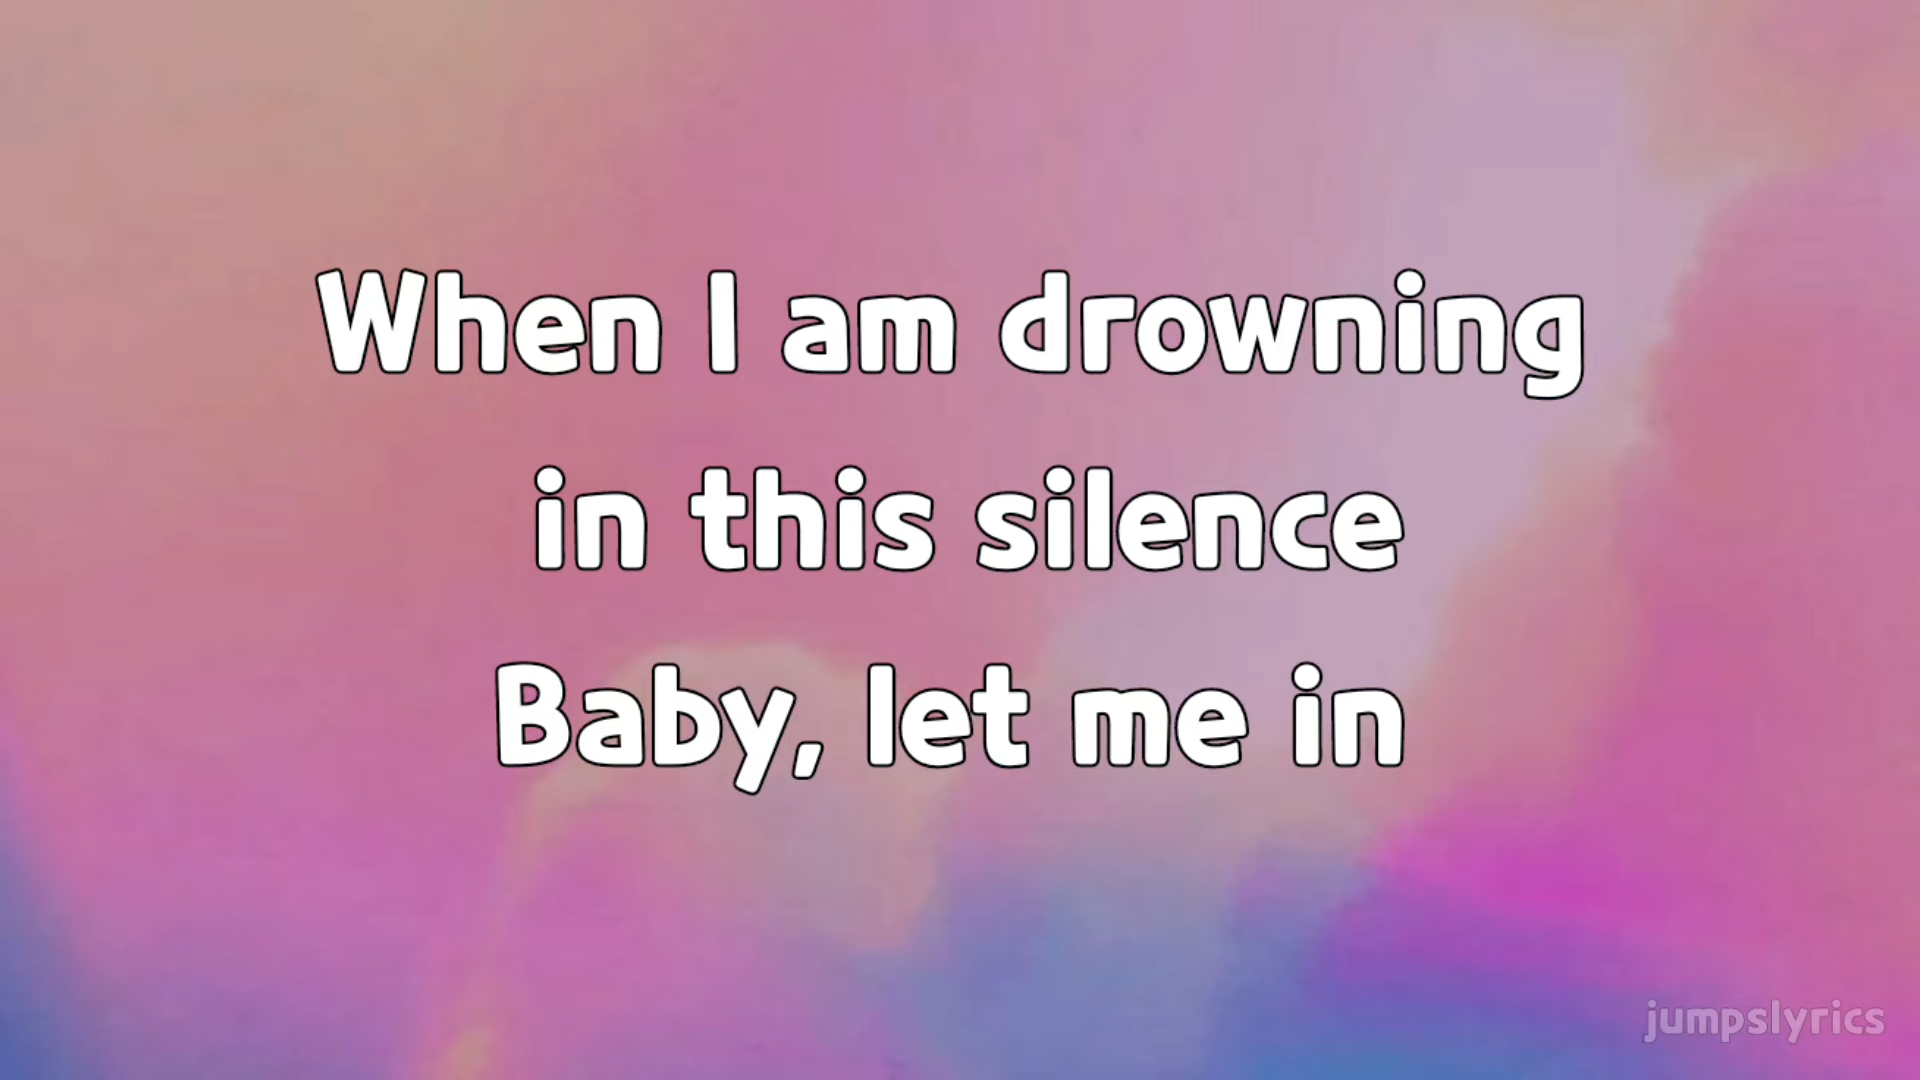 When I am drowning
in this silence
Baby, let me in
jumpslyrics